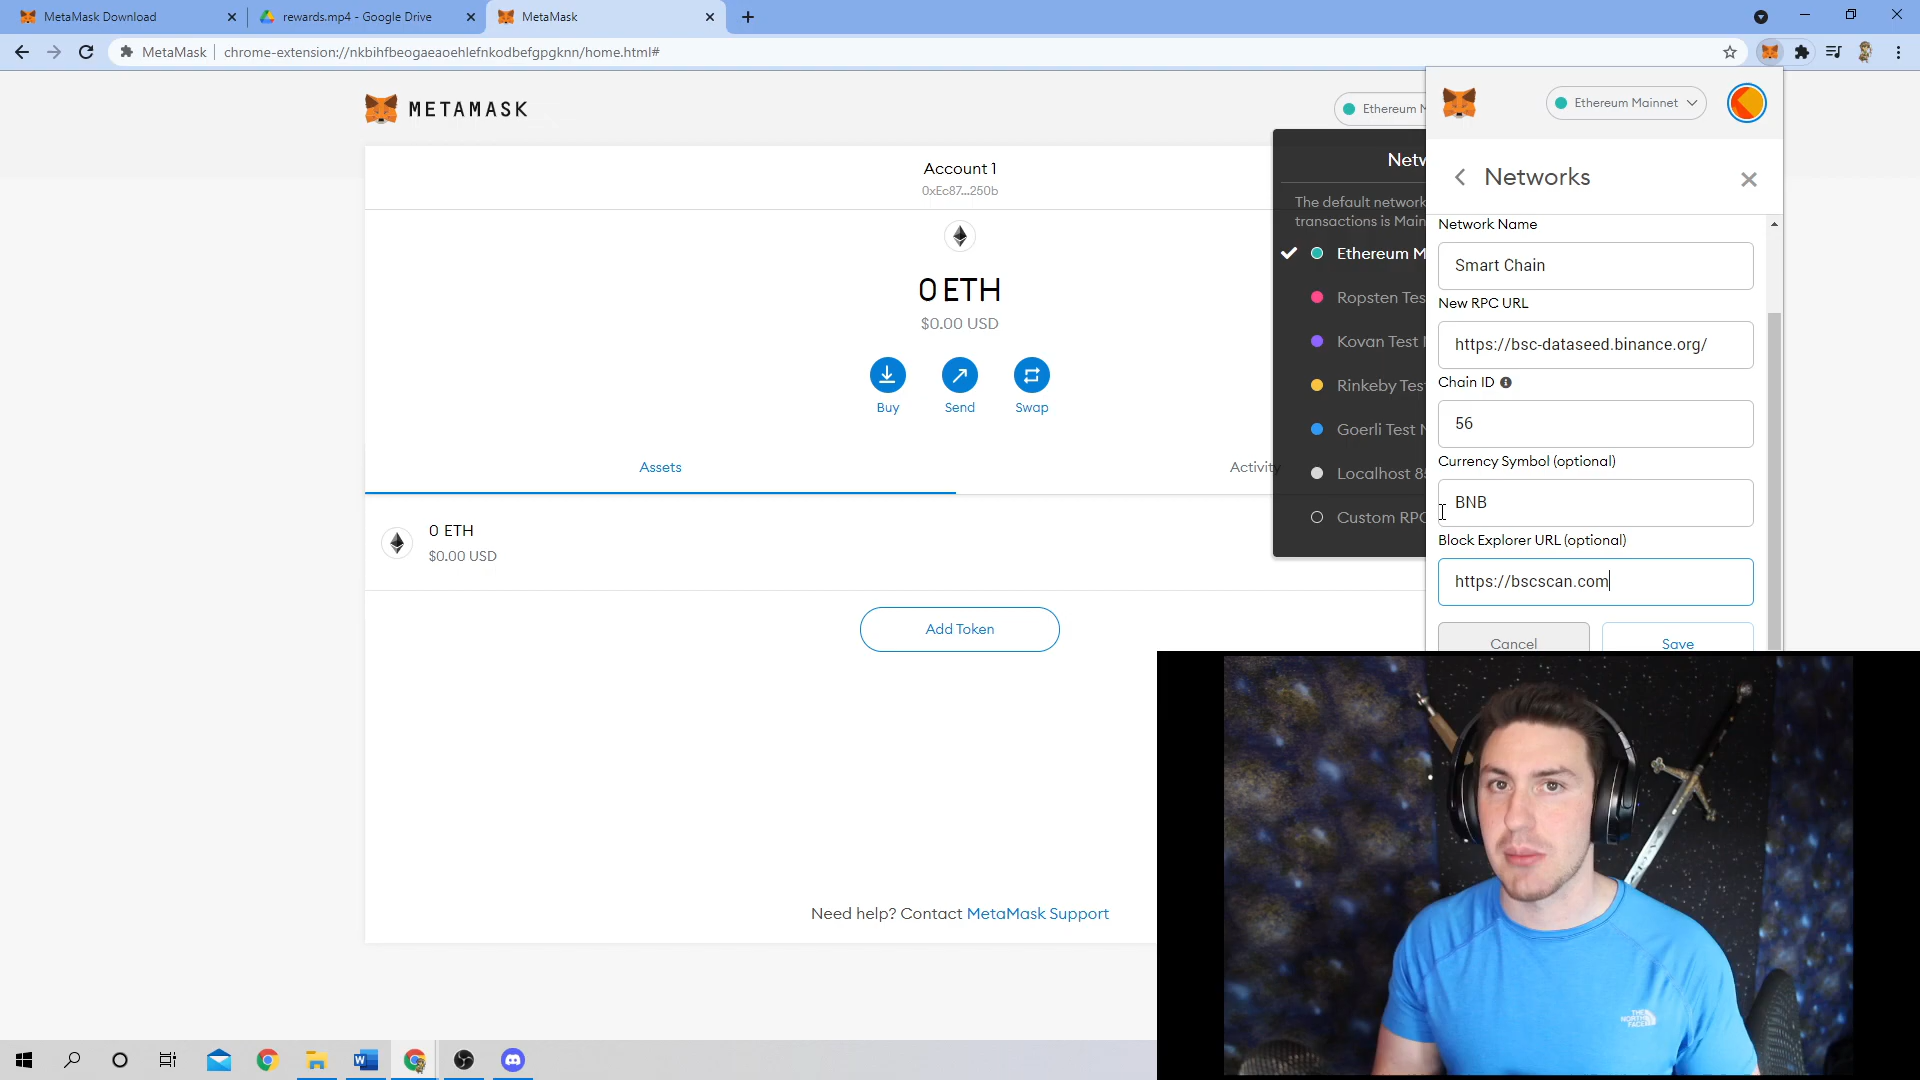 MetaMask Download
rewards.mp4 - Google Drive
MetaMask
MetaMask
chrome-extension://nkbihfbeogaeaoehlefnkodbefgpgknn/home.html#
METAMASK
Ethereum M
Account 1
0xEc87...250b
0 ETH
$0.00 USD
Buy
Send
Swap
Assets
Activity
0 ETH
$0.00 USD
Add Token
Need help? Contact MetaMask Support
Netw
The default network
transactions is Main
Ethereum M
Ropsten Tes
Kovan Test
Rinkeby Tes
Goerli Test N
Localhost 85
Custom RPC
Ethereum Mainnet
Networks
Network Name
Smart Chain
New RPC URL
https://bsc-dataseed.binance.org/
Chain ID
56
Currency Symbol (optional)
BNB
Block Explorer URL (optional)
https://bscscan.com
Cancel
Save
THE
NORTH
FACE